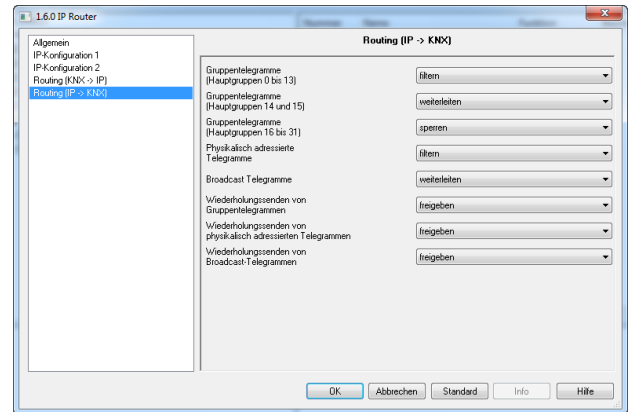 1.6.0 IP Router
Nummer Name Funktion
Allgemein
IP-Konfiguration 1
IP-Konfiguration 2
Routing (KNX -> IP)
Routing (IP -> KNX)
Routing (IP -> KNX)
Gruppentelegramme
(Hauptgruppen 0 bis 13)
filtern
Gruppentelegramme
(Hauptgruppen 14 und 15)
weiterleiten
Gruppentelegramme
(Hauptgruppen 16 bis 31)
sperren
Physikalisch adressierte
Telegramme
filtern
Broadcast Telegramme
weiterleiten
Wiederholungssenden von
Gruppentelegrammen
freigeben
Wiederholungssenden von
physikalisch adressierten Telegrammen
freigeben
Wiederholungssenden von
Broadcast-Telegrammen
freigeben
OK Abbrechen Standard Info Hilfe